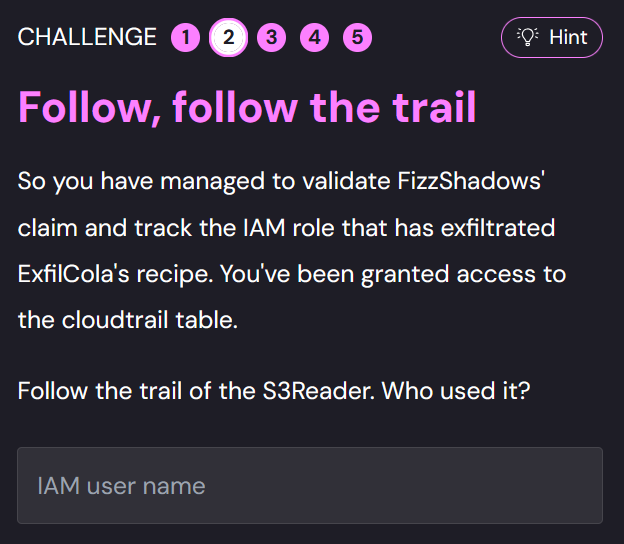 CHALLENGE 1 2 3 4 5 Hint
Follow, follow the trail
So you have managed to validate FizzShadows'
claim and track the IAM role that has exfiltrated
ExfilCola's recipe. You've been granted access to
the cloudtrail table.
Follow the trail of the S3Reader. Who used it?
IAM user name